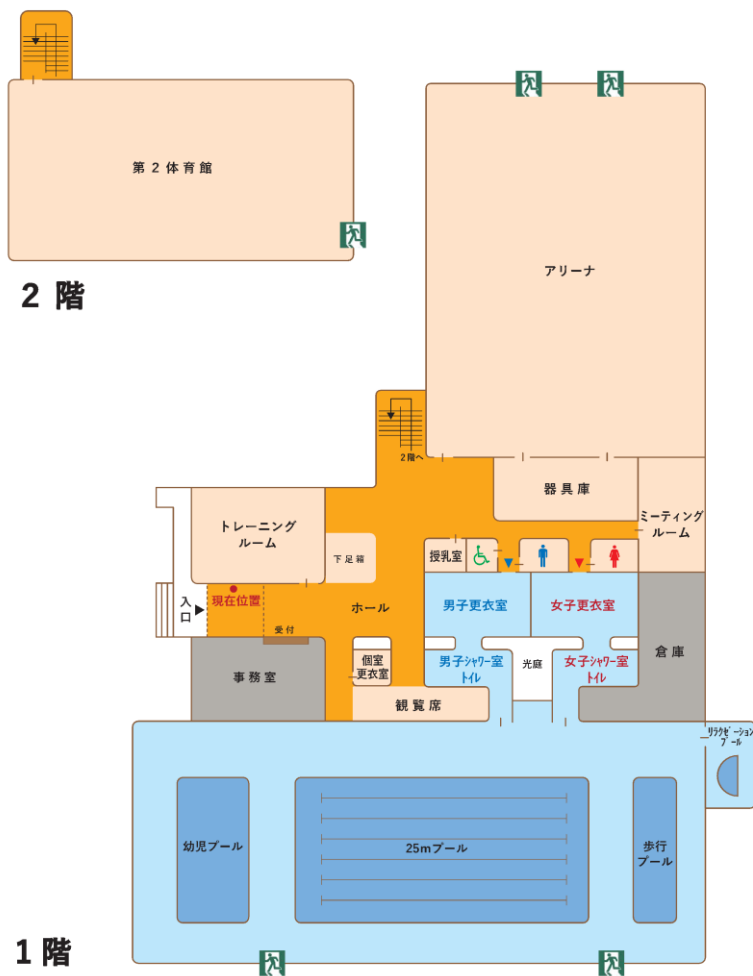 第2体育館
2 階
アリーナ
2階へ
器具庫
ミーティング
ルーム
トレーニング
ルーム
下足箱
授乳室
入
口
現在位置
ホール
男子更衣室
女子更衣室
受付
事務室
個室
更衣室
男子シャワー室
トイレ
光庭
女子シャワー室
トイレ
倉庫
観覧席
リラクゼーション
プール
幼児プール
25mプール
歩行
プール
1 階